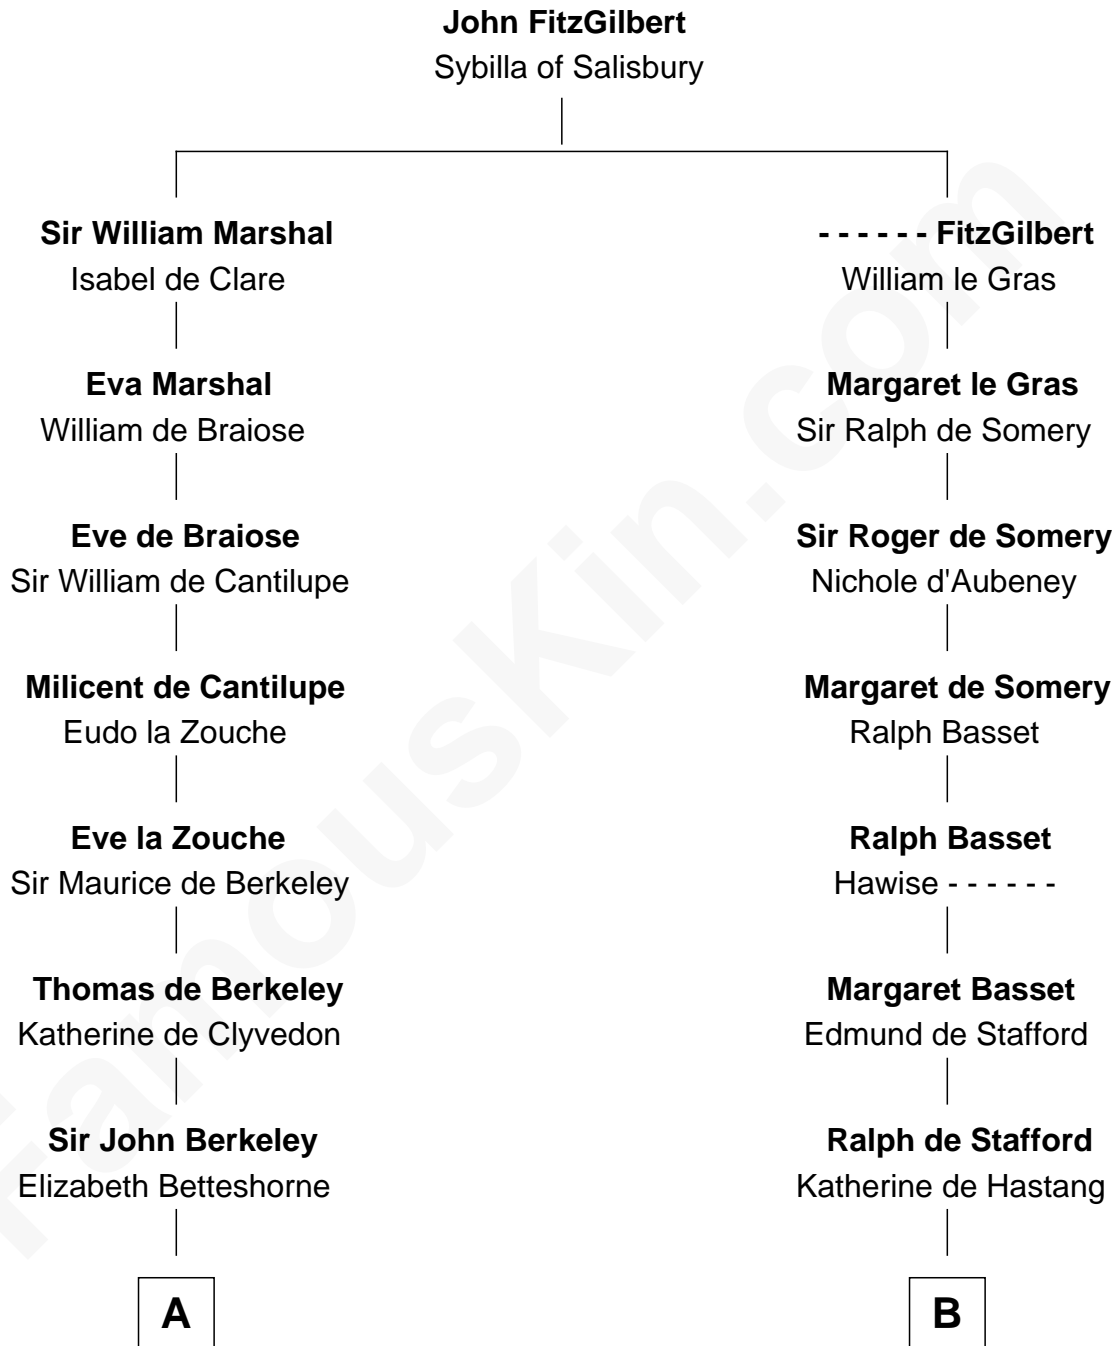 John FitzGilbert
Sybilla of Salisbury
Sir William Marshal
Isabel de Clare
Eva Marshal
William de Braiose
Eve de Braiose
Sir William de Cantilupe
Milicent de Cantilupe
Eudo la Zouche
Eve la Zouche
Sir Maurice de Berkeley
Thomas de Berkeley
Katherine de Clyvedon
Sir John Berkeley
Elizabeth Betteshorne
A
- - - - - - FitzGilbert
William le Gras
Margaret le Gras
Sir Ralph de Somery
Sir Roger de Somery
Nichole d'Aubeney
Margaret de Somery
Ralph Basset
Ralph Basset
Hawise - - - - - -
Margaret Basset
Edmund de Stafford
Ralph de Stafford
Katherine de Hastang
B
FamousKin.com